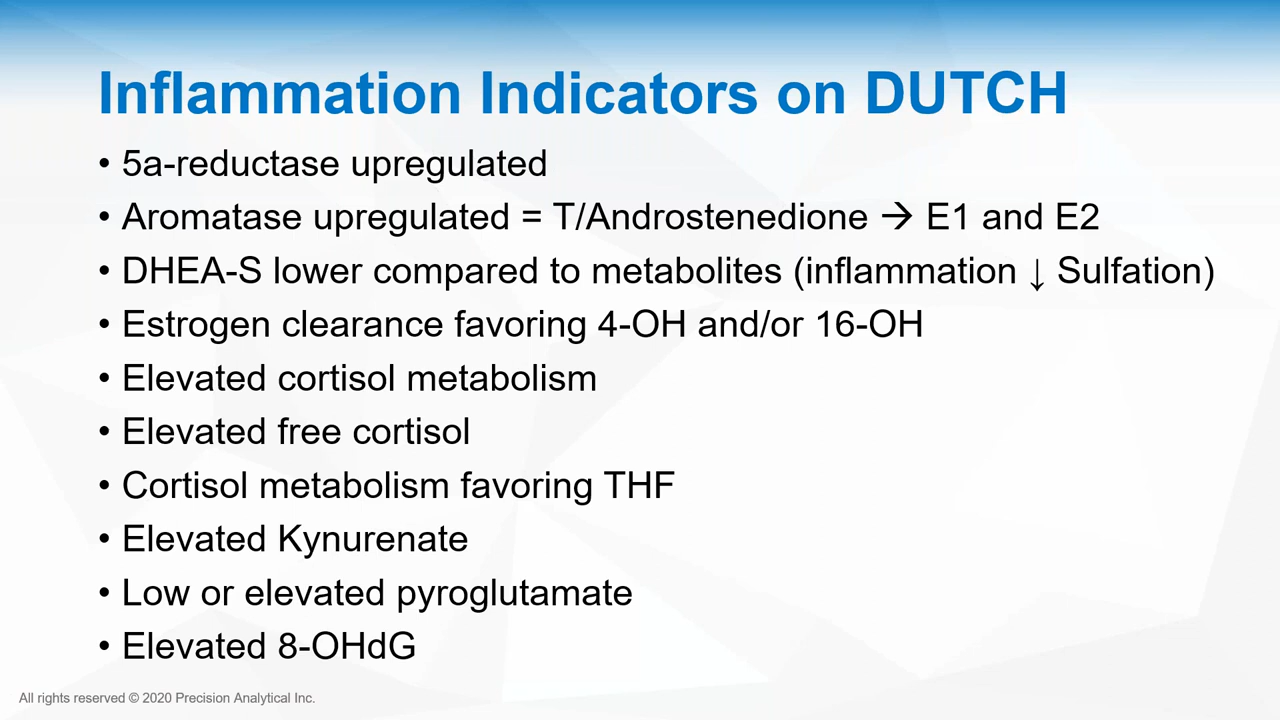 Inflammation Indicators on DUTCH
• 5a-reductase upregulated
• Aromatase upregulated = T/Androstenedione → E1 and E2
• DHEA-S lower compared to metabolites (inflammation ↓ Sulfation)
• Estrogen clearance favoring 4-OH and/or 16-OH
• Elevated cortisol metabolism
• Elevated free cortisol
• Cortisol metabolism favoring THF
• Elevated Kynurenate
• Low or elevated pyroglutamate
• Elevated 8-OHdG
All rights reserved © 2020 Precision Analytical Inc.